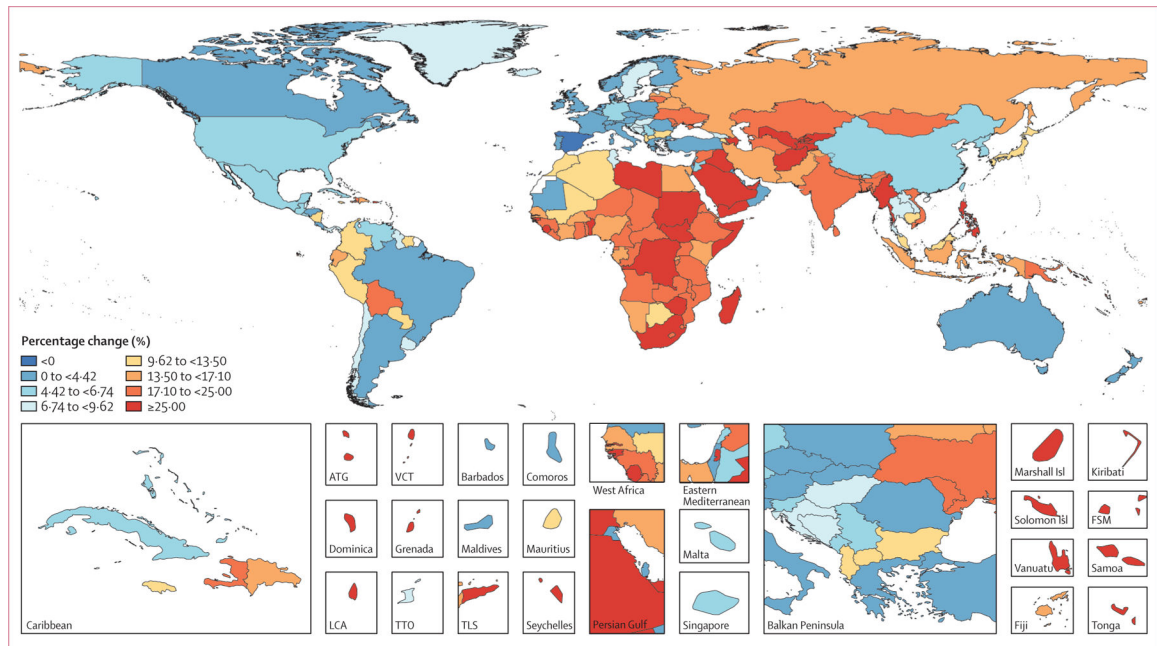 Percentage change (%)
<0
0 to <4·42
4·42 to <6·74
6·74 to <9·62
9·62 to <13·50
13·50 to <17·10
17·10 to <25·00
≥25·00
Caribbean
ATG
VCT
Barbados
Comoros
Dominica
Grenada
Maldives
Mauritius
LCA
TTO
TLS
Seychelles
West Africa
Eastern
Mediterranean
Persian Gulf
Malta
Singapore
Balkan Peninsula
Marshall Isl
Kiribati
Solomon Isl
FSM
Vanuatu
Samoa
Fiji
Tonga